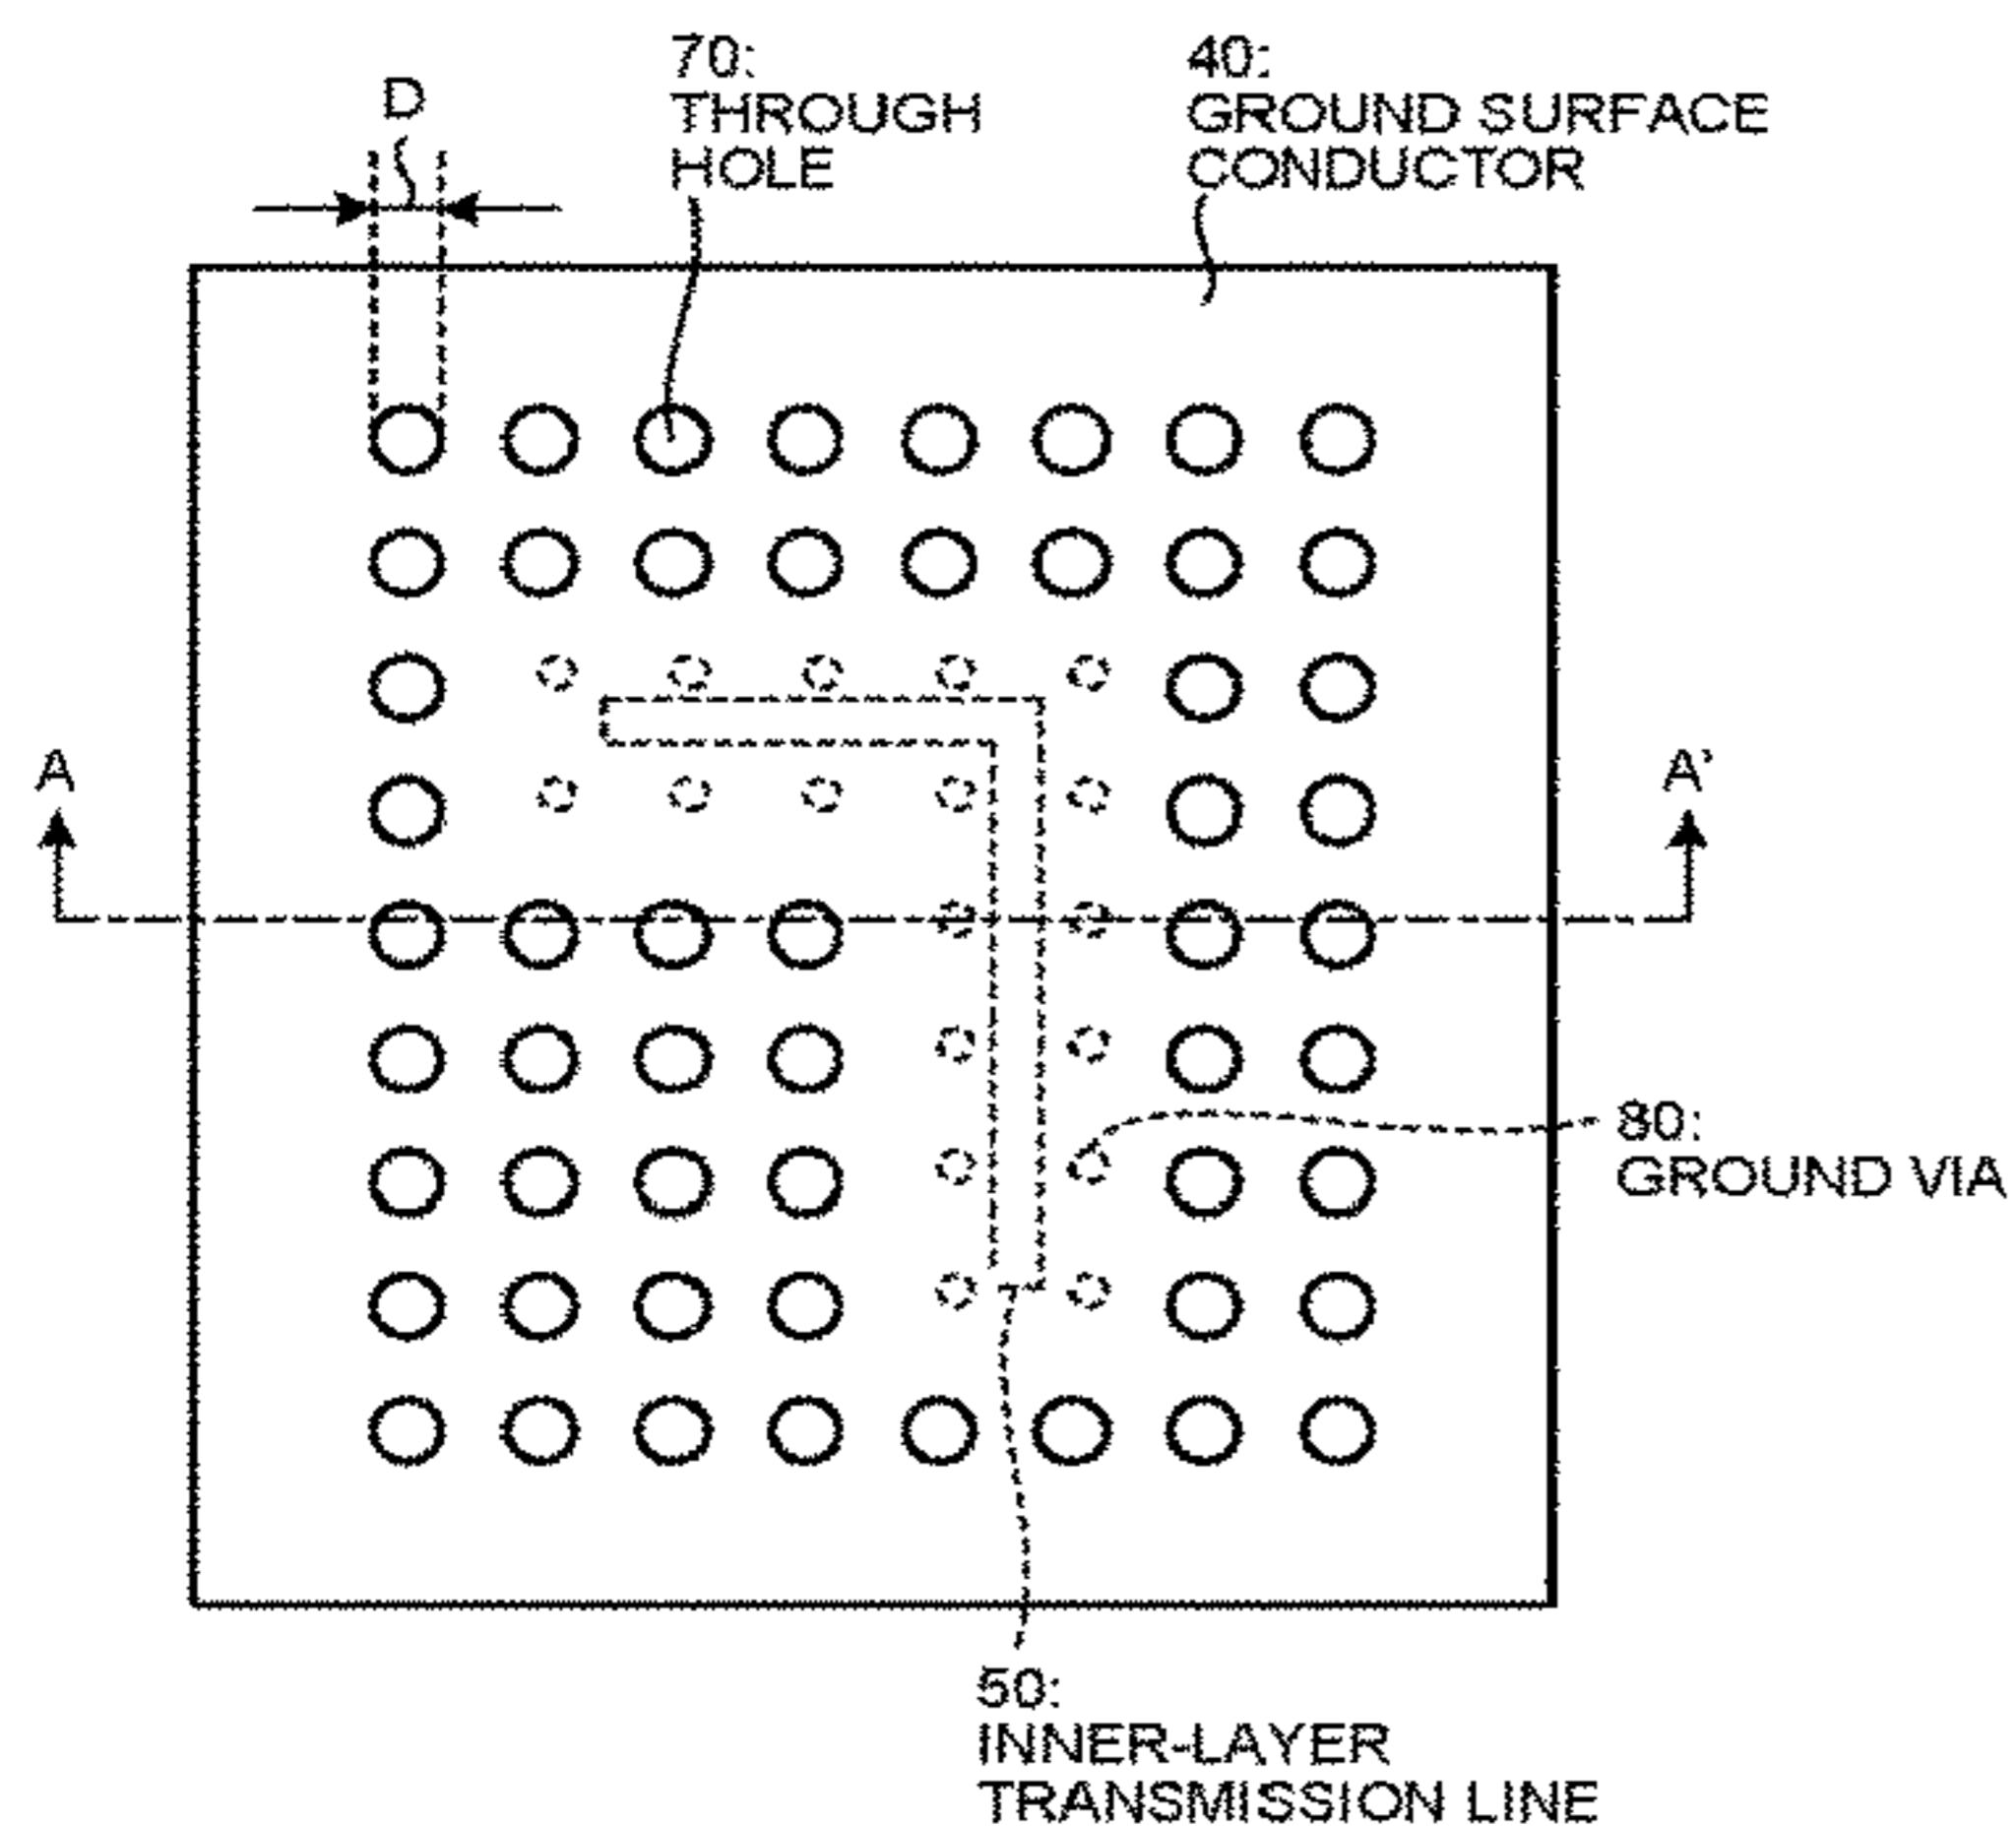 D
70:
THROUGH
HOLE
40:
GROUND SURFACE
CONDUCTOR
A
A'
80:
GROUND VIA
50:
INNER-LAYER
TRANSMISSION LINE